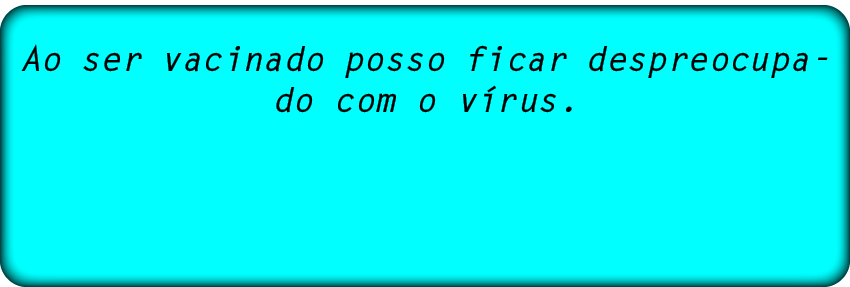 Ao ser vacinado posso ficar despreocupa-
do com o vírus.